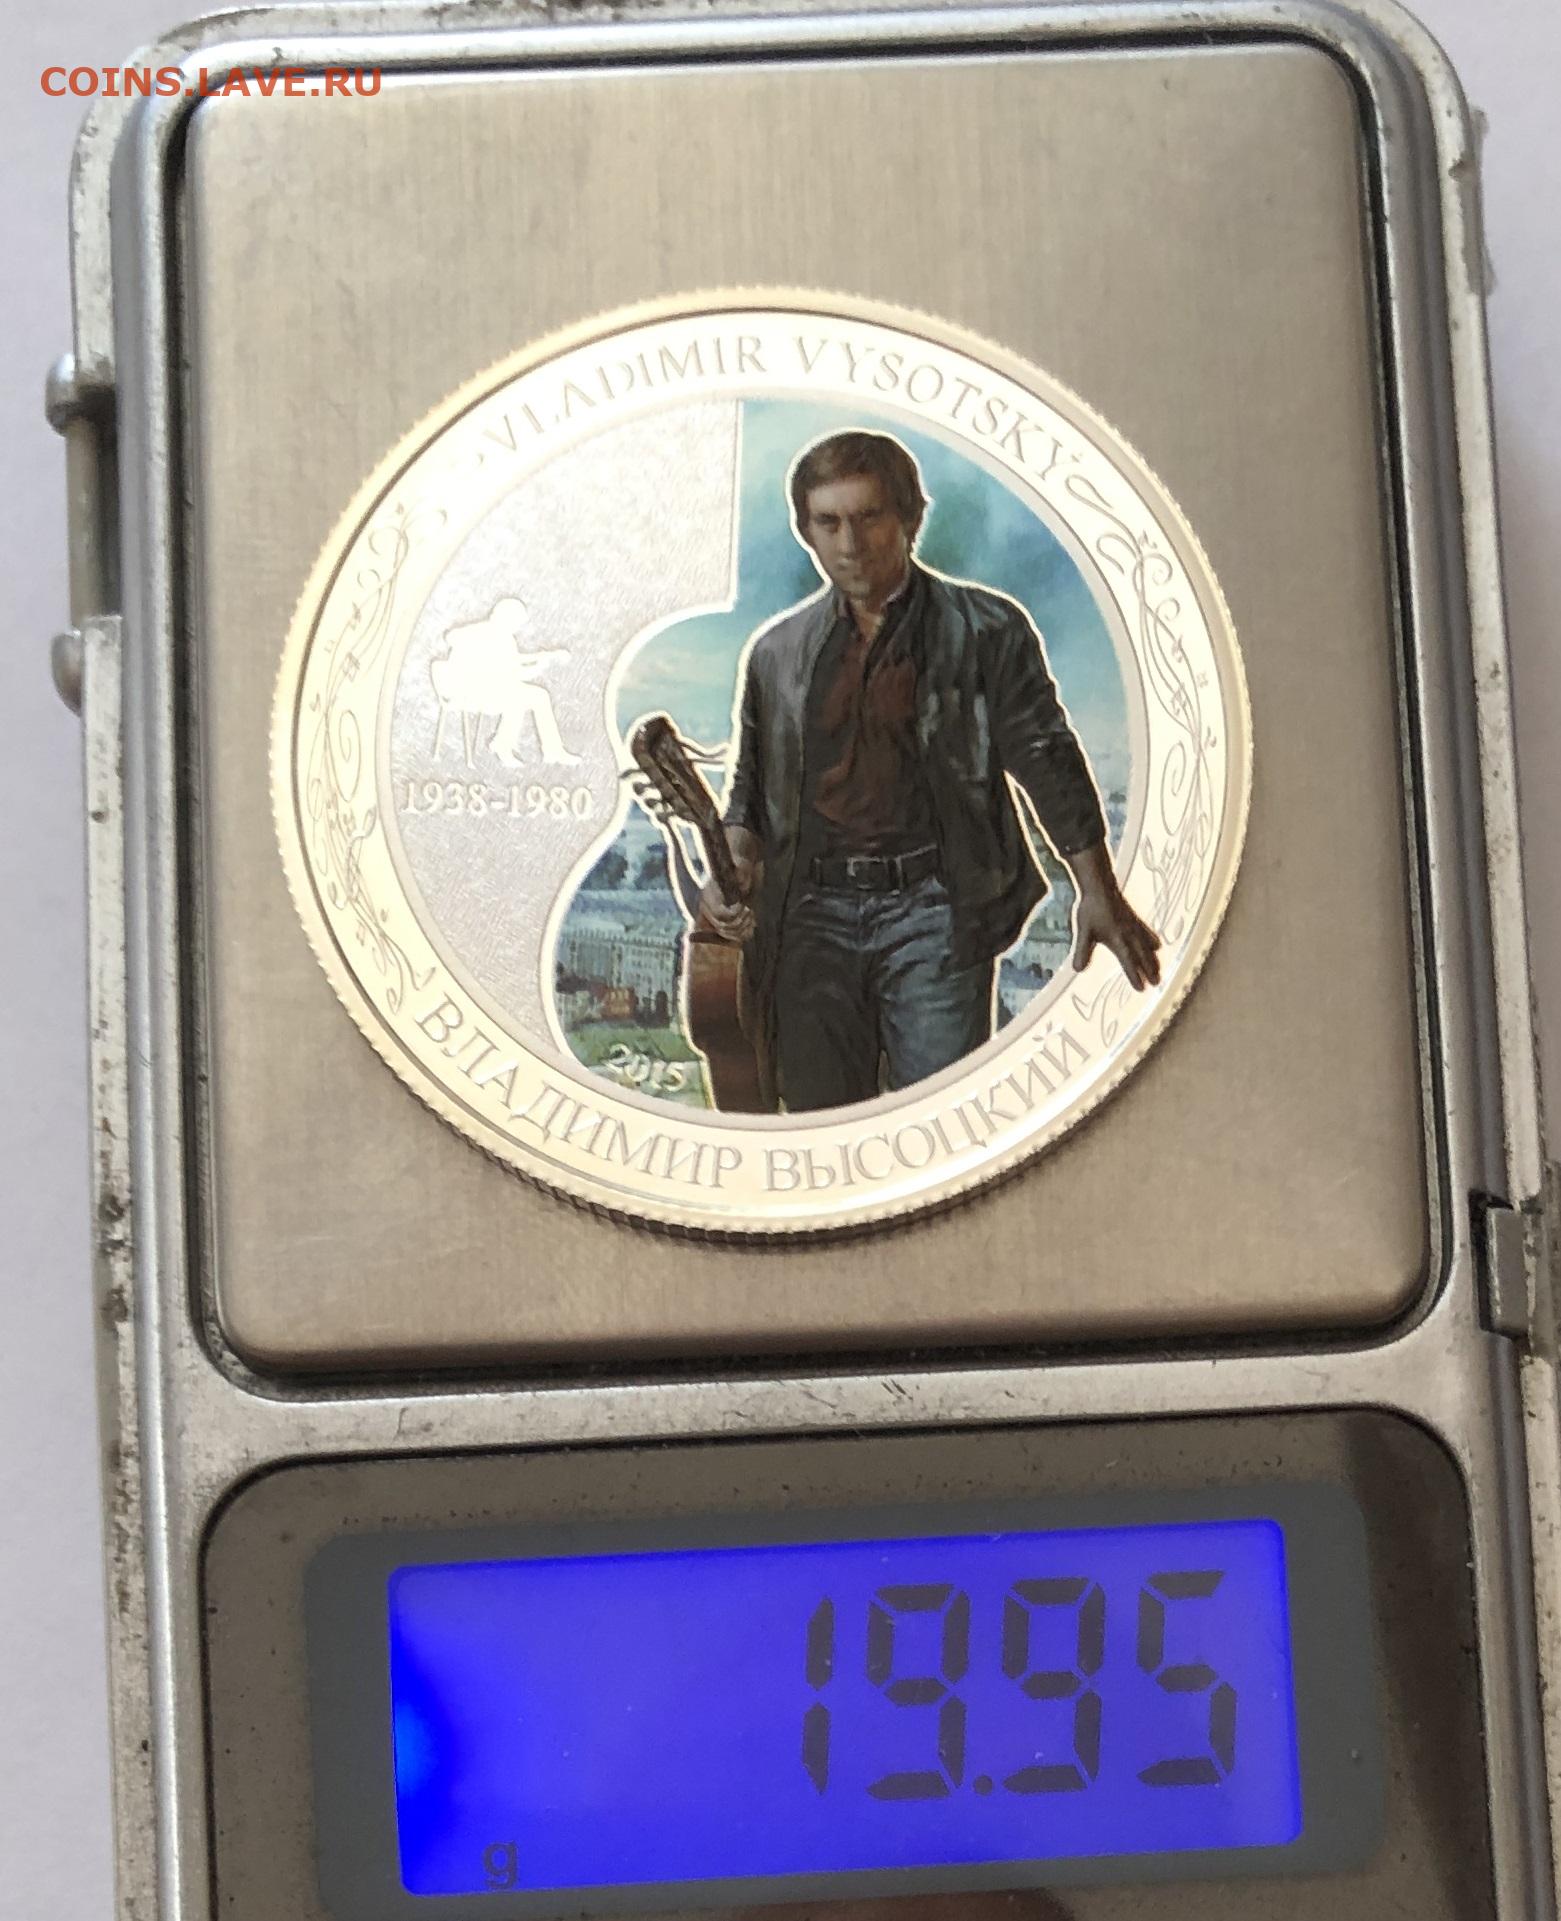 COINS.LAVE.RU
VLADIMIR VYSOTSKY
1938-1980
2015
ВЛАДИМИР ВЫСОЦКИЙ
19.95
g